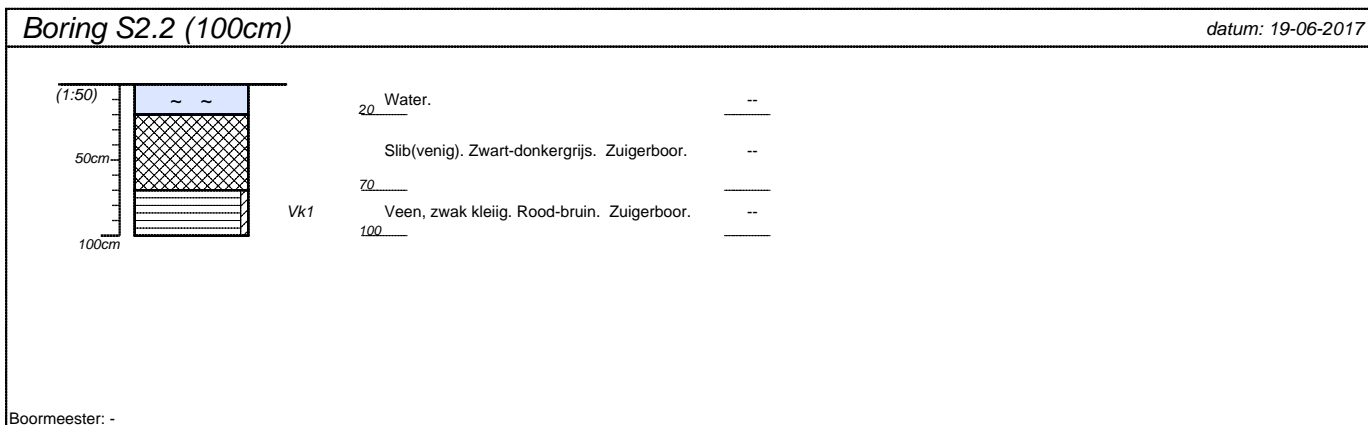 Boring S2.2 (100cm) datum: 19-06-2017
(1:50) ~ ~ Water. --
20
50cm Slib(venig). Zwart-donkergrijs. Zuigerboor. --
70
Vk1 Veen, zwak kleiig. Rood-bruin. Zuigerboor. --
100
100cm
Boormeester: -